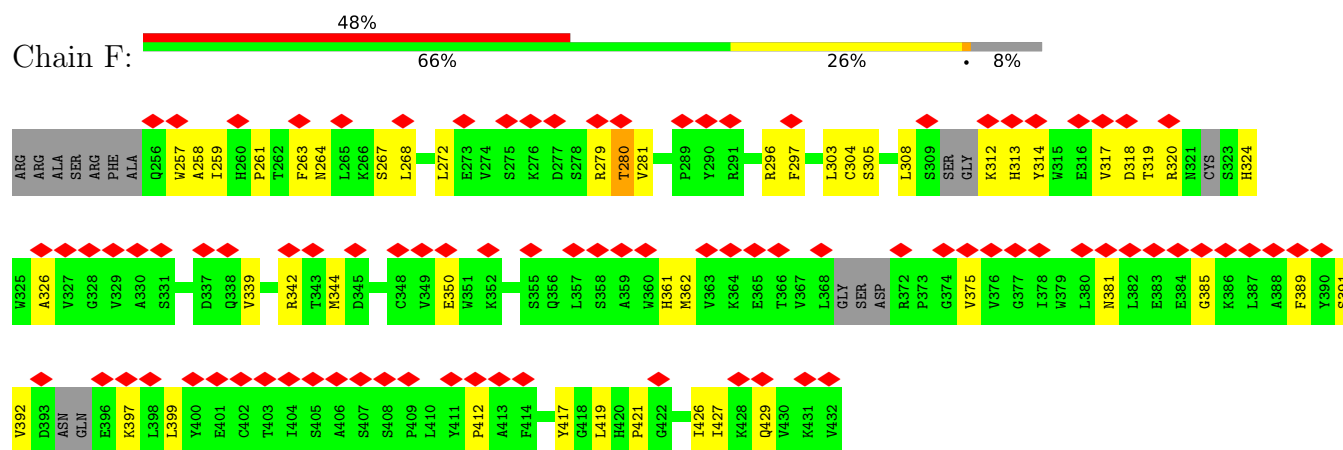 48%
Chain F:
66% 26% • 8%
ARG ARG ALA SER ARG PHE ALA Q256 W257 A258 I259 H260 P261 T262 F263 N264 L265 K266 S267 L268 L272 E273 V274 S275 K276 D277 S278 R279 T280 V281 P289 Y290 R291 R296 F297 L303 C304 S305 L308 S309 SER GLY K312 H313 Y314 W315 E316 V317 D318 T319 R320 N321 CYS S323 H324
W325 A326 V327 G328 V329 A330 S331 D337 Q338 V339 R342 T343 M344 D345 C348 V349 E350 W351 K352 S355 Q356 L357 S358 A359 W360 H361 M362 V363 K364 E365 T366 V367 L368 GLY SER ASP R372 P373 G374 V375 V376 G377 I378 W379 L380 N381 L382 E383 E384 G385 K386 L387 A388 F389 Y390 S391
V392 D393 ASN GLN E396 K397 L398 L399 Y400 E401 C402 T403 I404 S405 A406 S407 S408 P409 L410 Y411 P412 A413 F414 Y417 G418 L419 H420 P421 G422 I426 I427 K428 Q429 V430 K431 V432